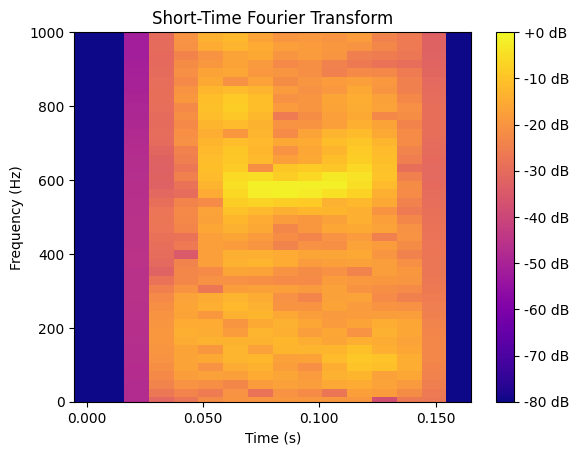 Short-Time Fourier Transform
1000
800
600
400
200
0
Frequency (Hz)
0.000
0.050
0.100
0.150
Time (s)
+0 dB
-10 dB
-20 dB
-30 dB
-40 dB
-50 dB
-60 dB
-70 dB
-80 dB